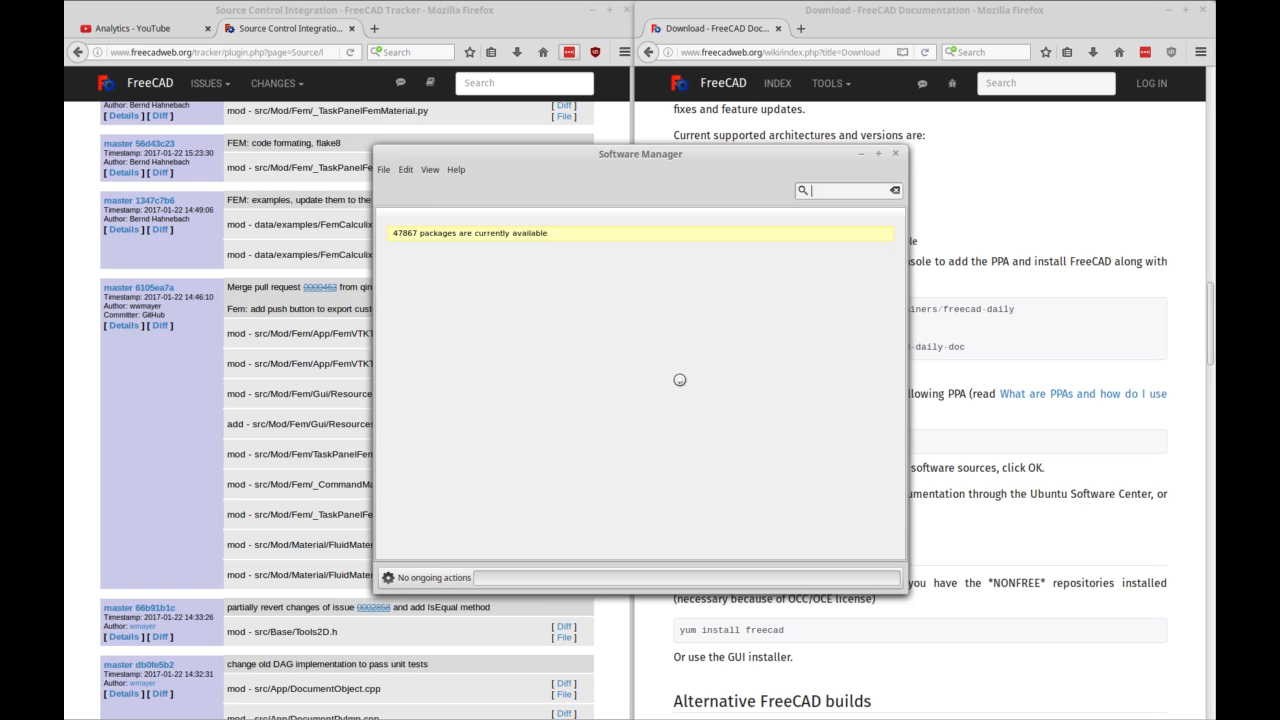 Source Control Integration - FreeCAD Tracker - Mozilla Firefox
Analytics - YouTube
Source Control Integratio...
www.freecadweb.org/tracker/plugin.php?page=Source/l
Search
FreeCAD
ISSUES
CHANGES
Search
Author: Bernd Hahnebach
[ Details ] [ Diff ]
mod - src/Mod/Fem/_TaskPanelFemMaterial.py
[ Diff ]
[ File ]
master 56d43c23
Timestamp: 2017-01-22 15:23:30
Author: Bernd Hahnebach
[ Details ] [ Diff ]
FEM: code formating, flake8
mod - src/Mod/Fem/_TaskPanelFe
master 1347c7b6
Timestamp: 2017-01-22 14:49:06
Author: Bernd Hahnebach
[ Details ] [ Diff ]
FEM: examples, update them to the
mod - data/examples/FemCalculix
mod - data/examples/FemCalculix
master 6105ea7a
Timestamp: 2017-01-22 14:46:10
Author: wwmayer
Committer: GitHub
[ Details ] [ Diff ]
Merge pull request 0000463 from qin
Fem: add push button to export cust
mod - src/Mod/Fem/App/FemVTKT
mod - src/Mod/Fem/App/FemVTKT
mod - src/Mod/Fem/Gui/Resource
add - src/Mod/Fem/Gui/Resources
mod - src/Mod/Fem/TaskPanelFem
mod - src/Mod/Fem/_CommandMa
mod - src/Mod/Fem/_TaskPanelFe
mod - src/Mod/Material/FluidMater
mod - src/Mod/Material/FluidMater
master 66b91b1c
Timestamp: 2017-01-22 14:33:26
Author: wmayer
[ Details ] [ Diff ]
partially revert changes of issue 0002858 and add IsEqual method
mod - src/Base/Tools2D.h
[ Diff ]
[ File ]
master db0fe5b2
Timestamp: 2017-01-22 14:32:31
Author: wmayer
[ Details ] [ Diff ]
change old DAG implementation to pass unit tests
mod - src/App/DocumentObject.cpp
[ Diff ]
[ File ]
mod - src/App/DocumentPyImp.cpp
[ Diff ]
Software Manager
File Edit View Help
47867 packages are currently available
No ongoing actions
Download - FreeCAD Documentation - Mozilla Firefox
Download - FreeCAD Doc...
www.freecadweb.org/wiki/index.php?title=Download
Search
FreeCAD
INDEX
TOOLS
Search
LOG IN
fixes and feature updates.
Current supported architectures and versions are:
le
sole to add the PPA and install FreeCAD along with
iners/freecad-daily
-daily-doc
llowing PPA (read What are PPAs and how do I use
software sources, click OK.
umentation through the Ubuntu Software Center, or
you have the *NONFREE* repositories installed
(necessary because of OCC/OCE license)
yum install freecad
Or use the GUI installer.
Alternative FreeCAD builds